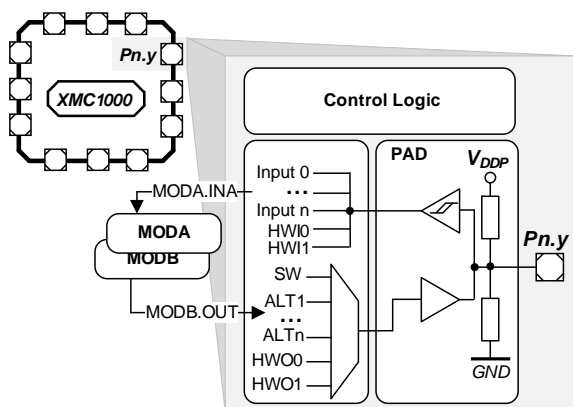 Pn.y
XMC1000
Control Logic
PAD
VDDP
Input 0
...
Input n
HWI0
HWI1
MODA.INA
MODA
MODB
MODB.OUT
SW
ALT1
...
ALTn
HWO0
HWO1
Pn.y
GND